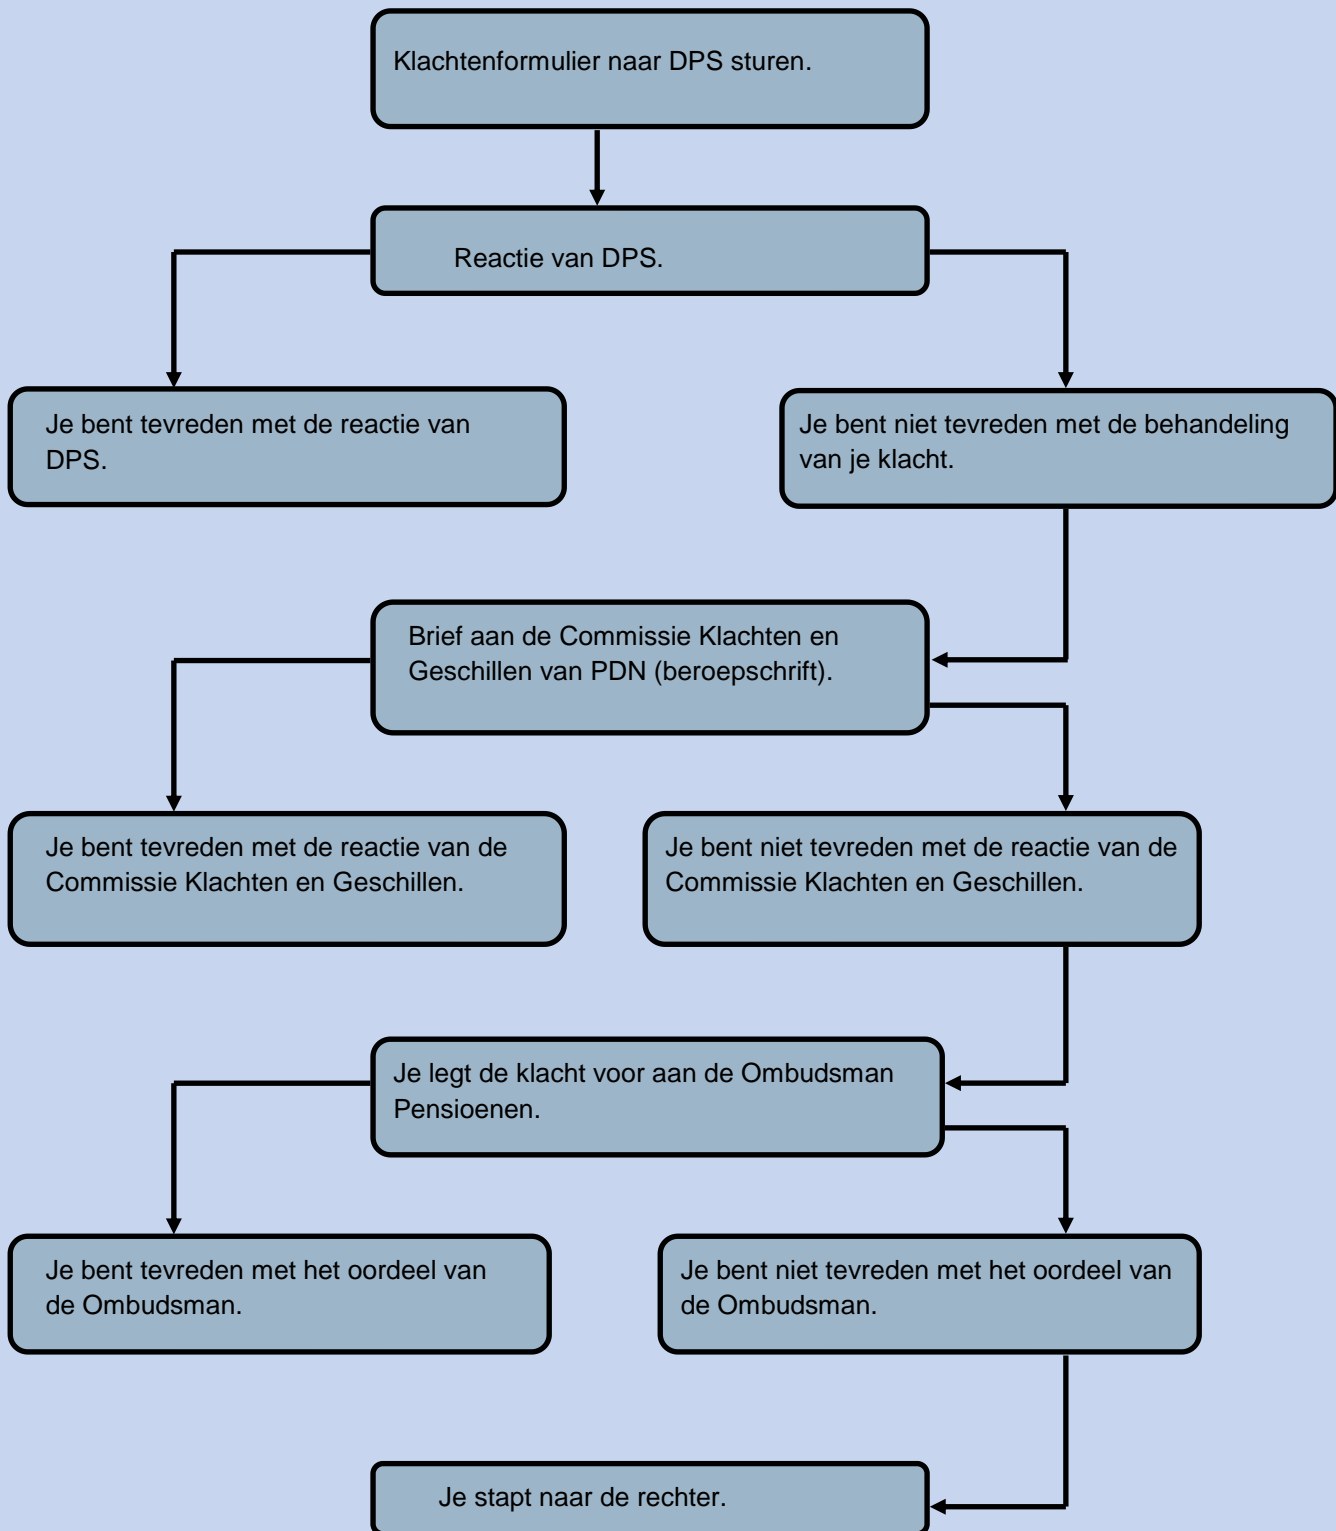 Klachtenformulier naar DPS sturen.
Reactie van DPS.
Je bent tevreden met de reactie van
DPS.
Je bent niet tevreden met de behandeling
van je klacht.
Brief aan de Commissie Klachten en
Geschillen van PDN (beroepschrift).
Je bent tevreden met de reactie van de
Commissie Klachten en Geschillen.
Je bent niet tevreden met de reactie van de
Commissie Klachten en Geschillen.
Je legt de klacht voor aan de Ombudsman
Pensioenen.
Je bent tevreden met het oordeel van
de Ombudsman.
Je bent niet tevreden met het oordeel van
de Ombudsman.
Je stapt naar de rechter.